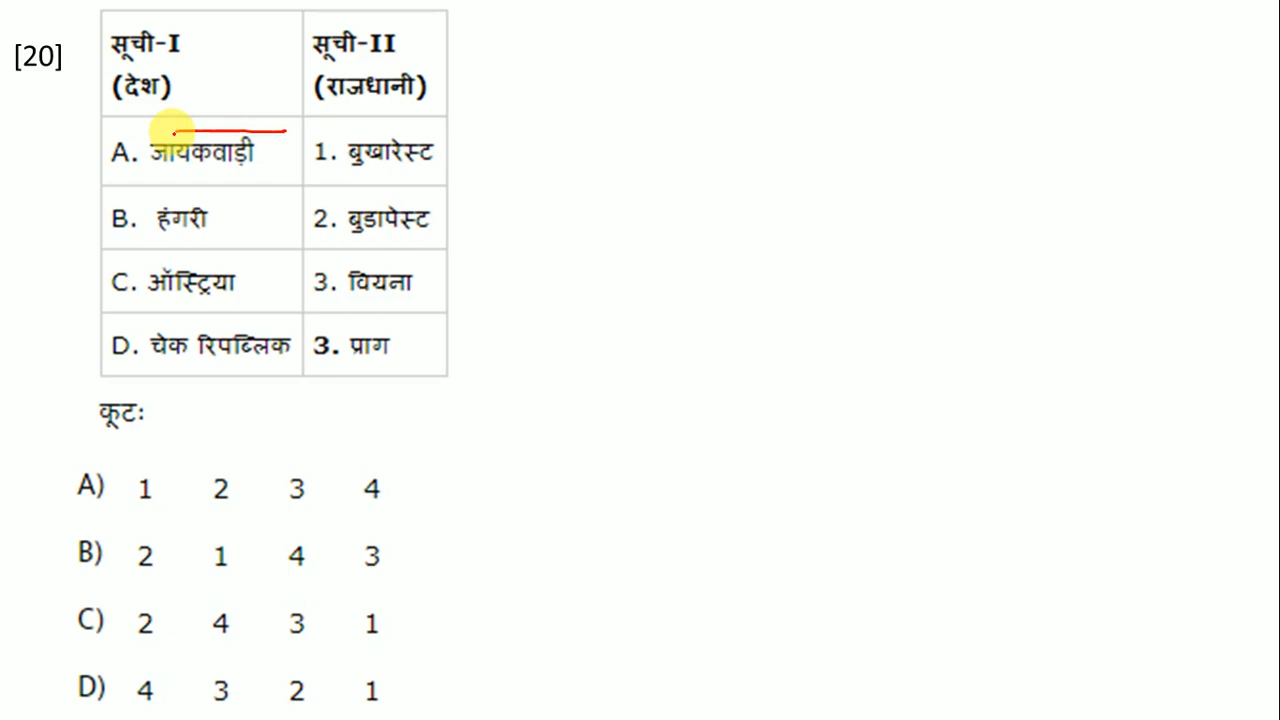 [20]
सूची-I सूची-II
(देश) (राजधानी)
A. जायकवाड़ी 1. बुखारेस्ट
B. हंगरी 2. बुडापेस्ट
C. ऑस्ट्रिया 3. वियना
D. चेक रिपब्लिक 3. प्राग
कूटः
A) 1 2 3 4
B) 2 1 4 3
C) 2 4 3 1
D) 4 3 2 1